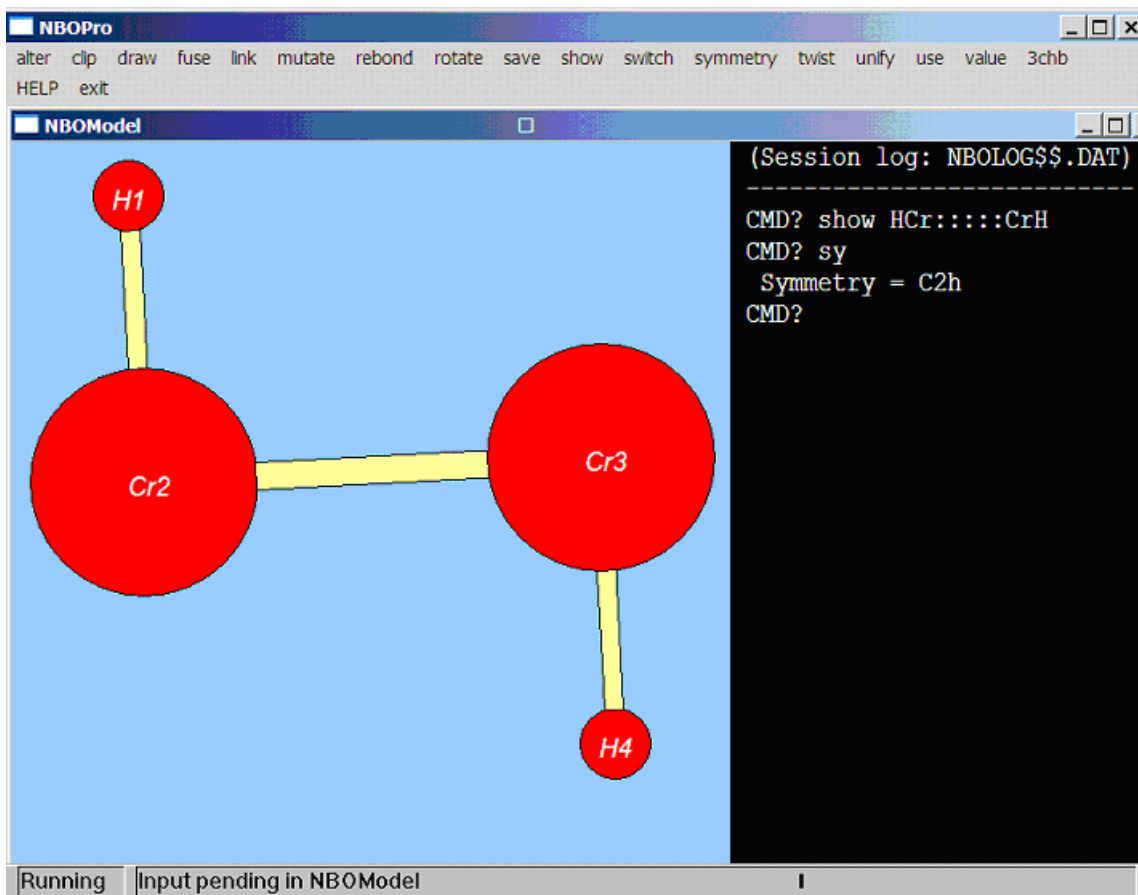 NBOPro
alter clip draw fuse link mutate rebond rotate save show switch symmetry twist unify use value 3chb
HELP exit
NBOModel
(Session log: NBOLOG$$.DAT)
----------------------------
CMD? show HCr:::::CrH
CMD? sy
Symmetry = C2h
CMD?
H1
Cr2
Cr3
H4
Running
Input pending in NBOModel